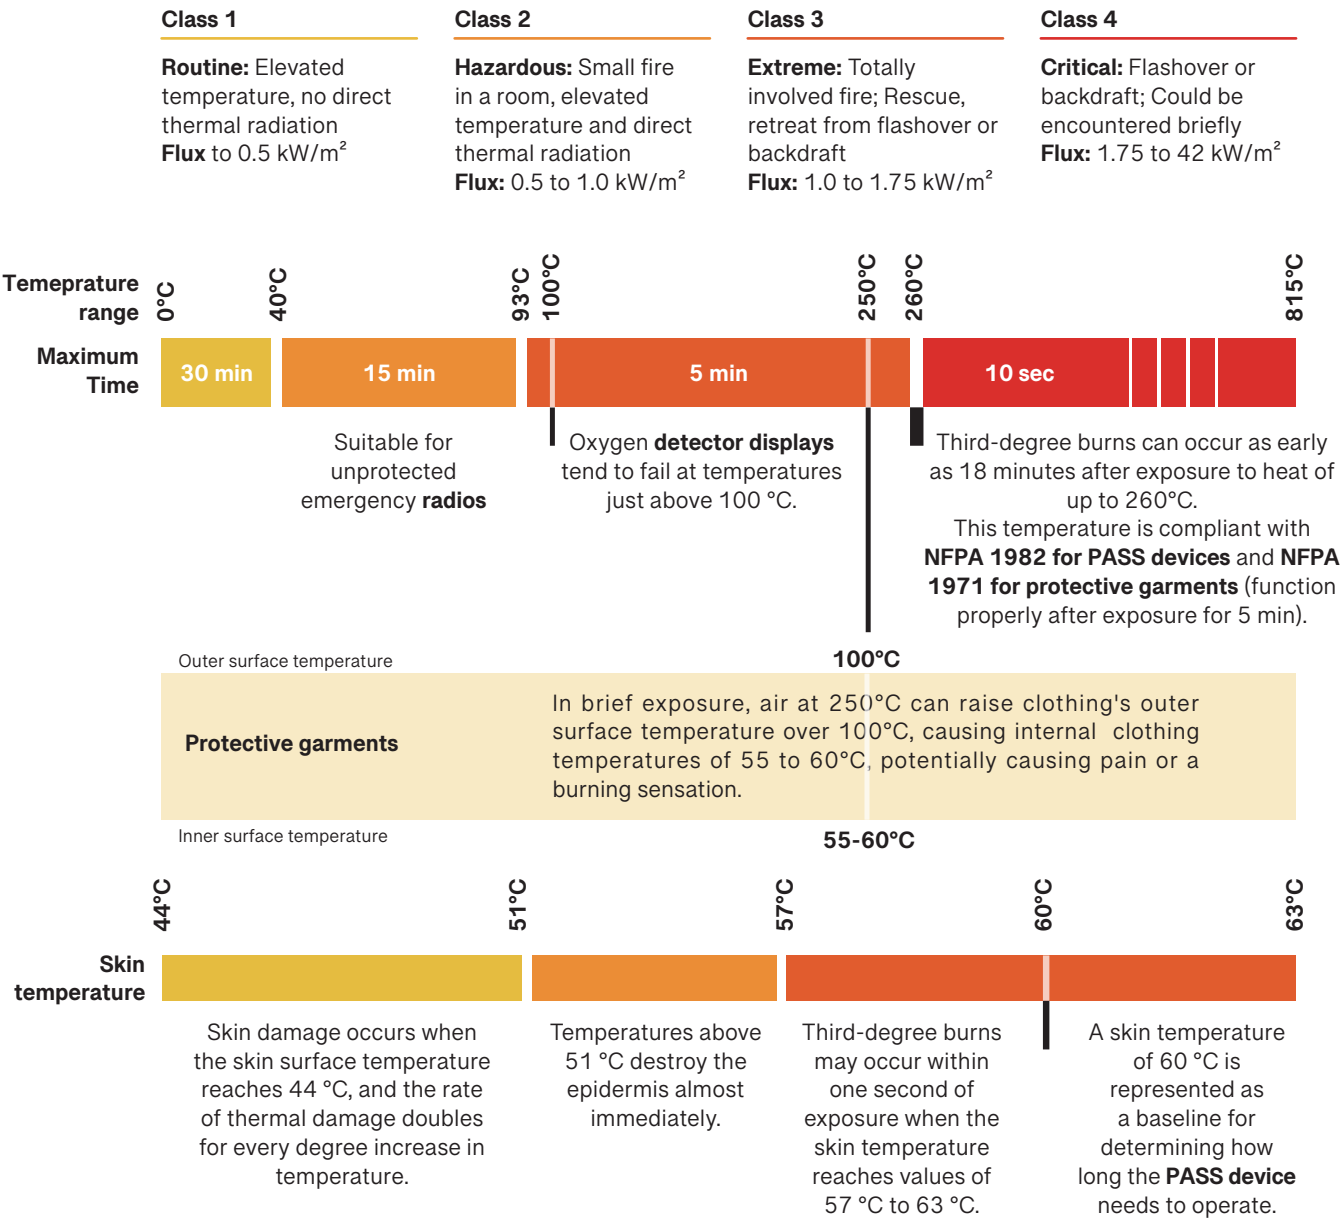 Class 1
Routine: Elevated
temperature, no direct
thermal radiation
Flux to 0.5 kW/m²
Class 2
Hazardous: Small fire
in a room, elevated
temperature and direct
thermal radiation
Flux: 0.5 to 1.0 kW/m²
Class 3
Extreme: Totally
involved fire; Rescue,
retreat from flashover or
backdraft
Flux: 1.0 to 1.75 kW/m²
Class 4
Critical: Flashover or
backdraft; Could be
encountered briefly
Flux: 1.75 to 42 kW/m²
Temeprature
range
0°C
40°C
93°C
100°C
250°C
260°C
815°C
Maximum
Time
30 min
15 min
5 min
10 sec
Suitable for
unprotected
emergency radios
Oxygen detector displays
tend to fail at temperatures
just above 100 °C.
Third-degree burns can occur as early
as 18 minutes after exposure to heat of
up to 260°C.
This temperature is compliant with
NFPA 1982 for PASS devices and NFPA
1971 for protective garments (function
properly after exposure for 5 min).
Outer surface temperature
100°C
Protective garments
In brief exposure, air at 250°C can raise clothing's outer
surface temperature over 100°C, causing internal clothing
temperatures of 55 to 60°C, potentially causing pain or a
burning sensation.
Inner surface temperature
55-60°C
44°C
51°C
57°C
60°C
63°C
Skin
temperature
Skin damage occurs when
the skin surface temperature
reaches 44 °C, and the rate
of thermal damage doubles
for every degree increase in
temperature.
Temperatures above
51 °C destroy the
epidermis almost
immediately.
Third-degree burns
may occur within
one second of
exposure when the
skin temperature
reaches values of
57 °C to 63 °C.
A skin temperature
of 60 °C is
represented as
a baseline for
determining how
long the PASS device
needs to operate.